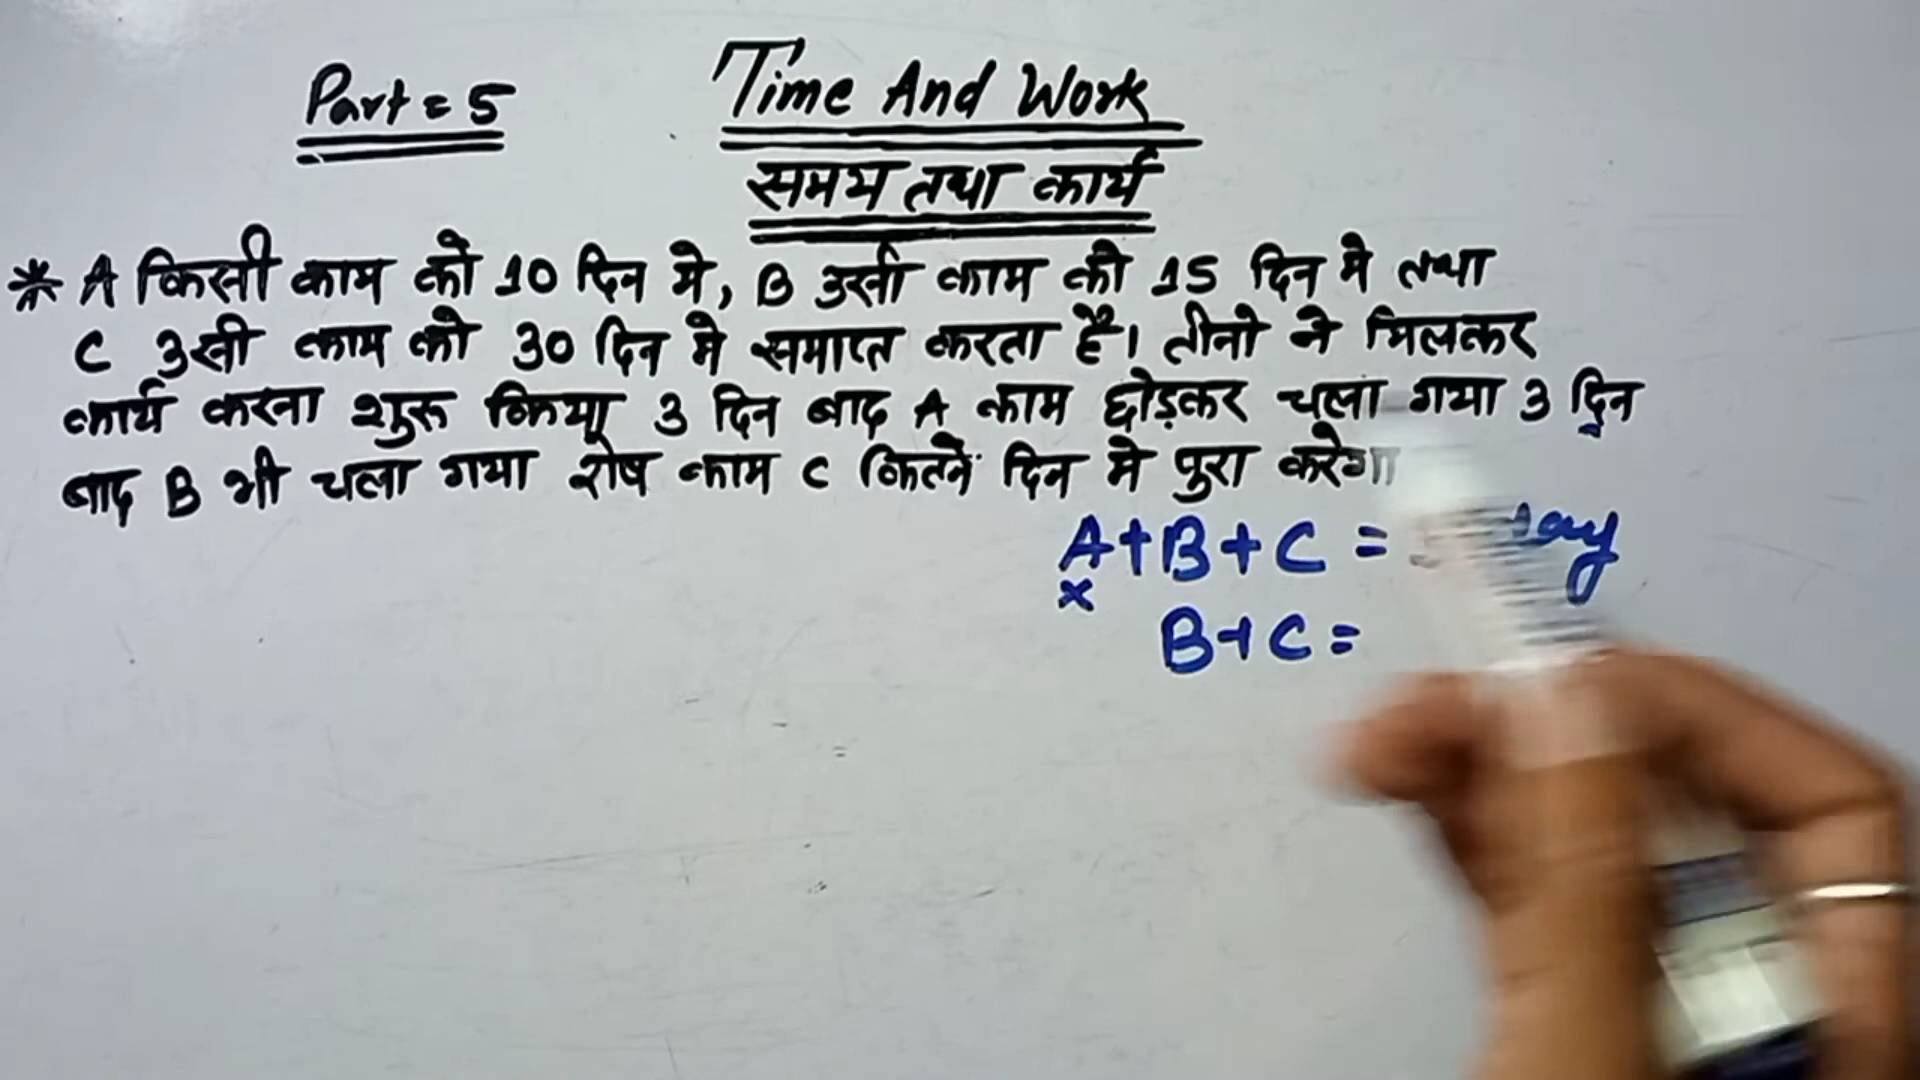 Part = 5
Time And Work
समय तथा कार्य
* A किसी काम को 10 दिन मे, B उसी काम को 15 दिन मे तथा
C उसी काम को 30 दिन मे समाप्त करता है। तीनो ने मिलकर
कार्य करना शुरू किया 3 दिन बाद A काम छोड़कर चला गया 3 दिन
बाद B भी चला गया शेष काम C कितने दिन मे पुरा करेगा
A+B+C =
x
B+C=